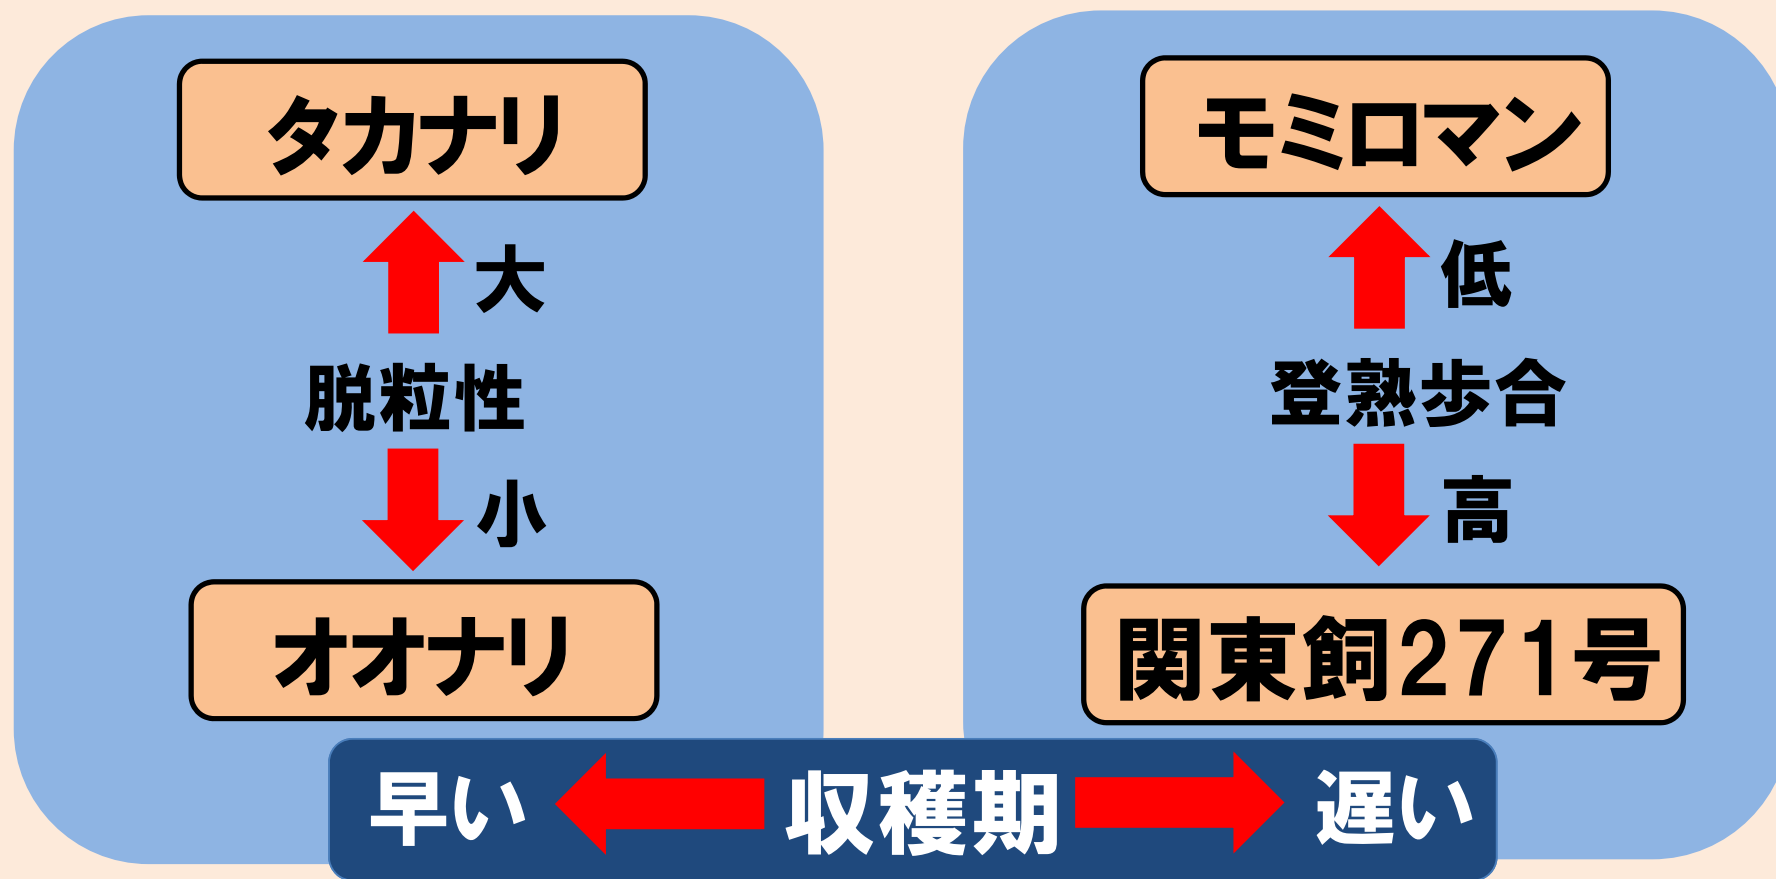 タカナリ
大
脱粒性
小
オオナリ
モミロマン
低
登熟歩合
高
関東飼271号
早い 収穫期 遅い